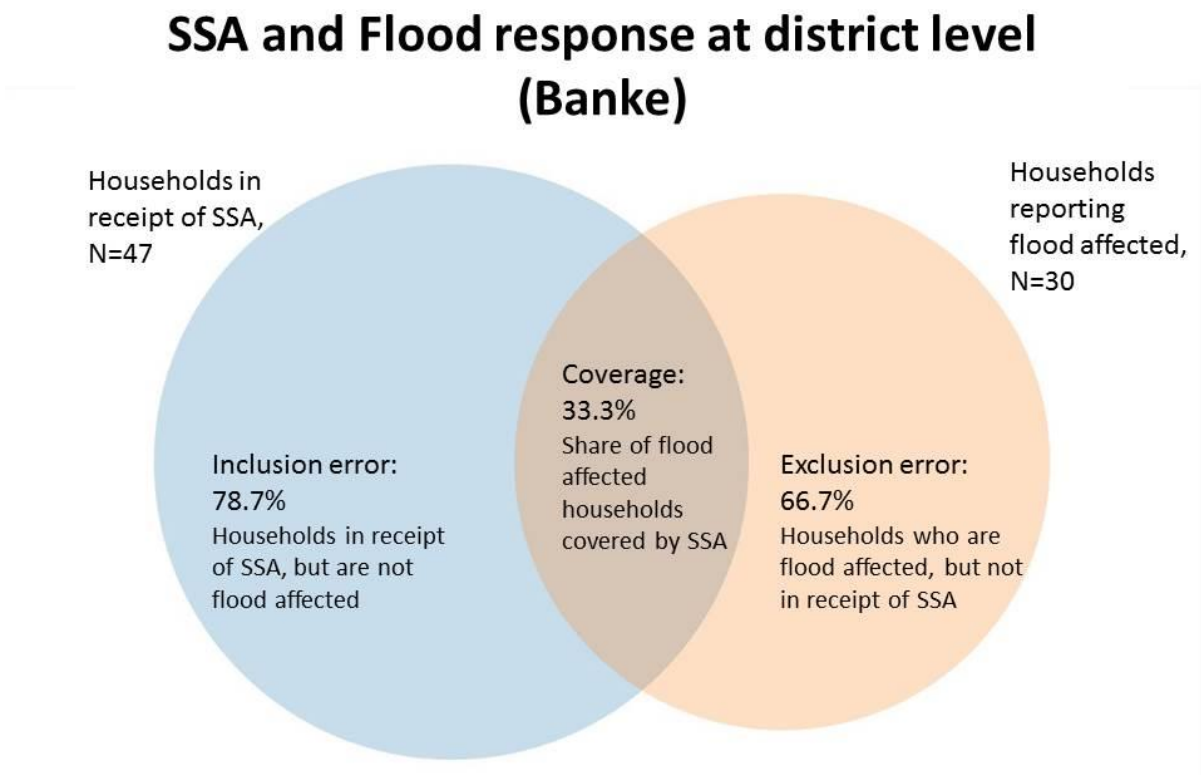 SSA and Flood response at district level
(Banke)
Households in
receipt of SSA,
N=47
Households
reporting
flood affected,
N=30
Coverage:
33.3%
Share of flood
affected
households
covered by SSA
Inclusion error:
78.7%
Households in receipt
of SSA, but are not
flood affected
Exclusion error:
66.7%
Households who are
flood affected, but not
in receipt of SSA